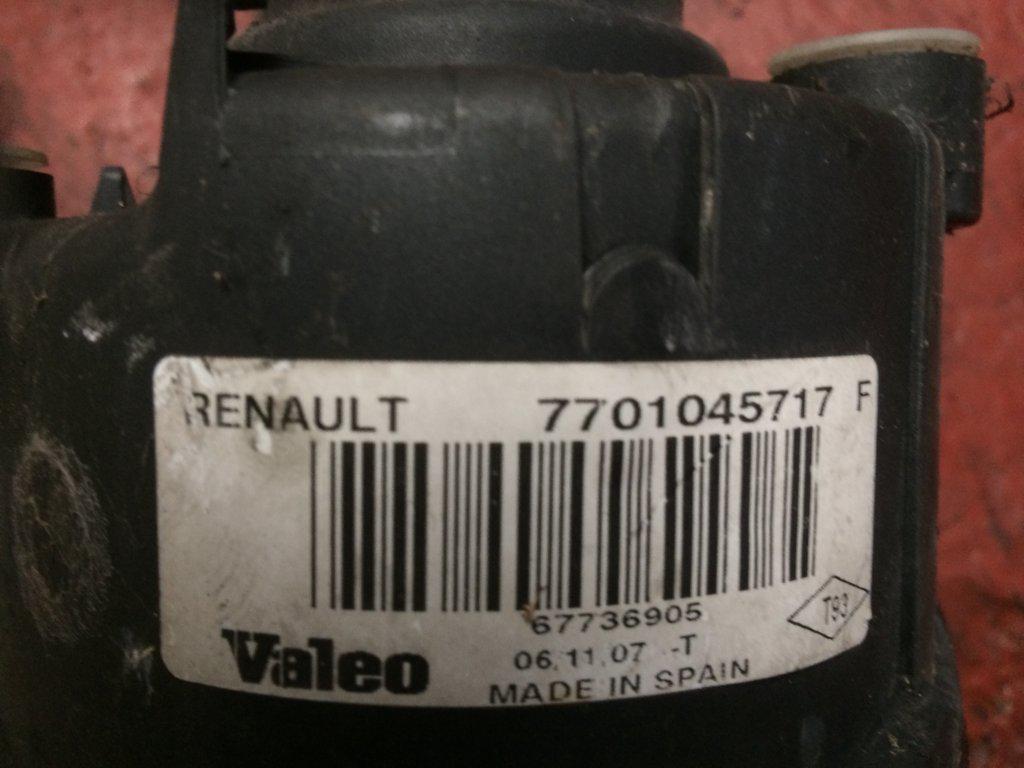 RENAULT 7701045717 F
67736905
T93
Valeo
06.11.07 -T
MADE IN SPAIN